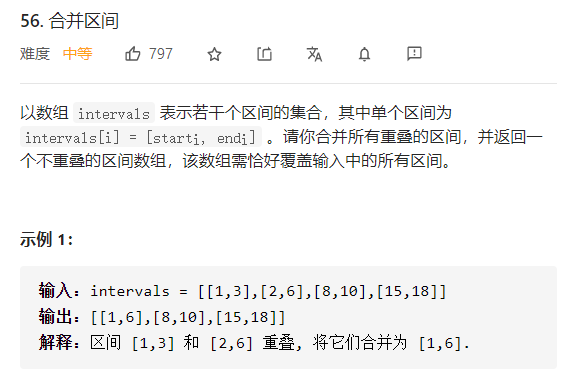 56. 合并区间
难度 中等 797
以数组 intervals 表示若干个区间的集合，其中单个区间为
intervals[i] = [starti, endi] 。请你合并所有重叠的区间，并返回一
个不重叠的区间数组，该数组需恰好覆盖输入中的所有区间。
示例 1：
输入：intervals = [[1,3],[2,6],[8,10],[15,18]]
输出：[[1,6],[8,10],[15,18]]
解释：区间 [1,3] 和 [2,6] 重叠, 将它们合并为 [1,6].